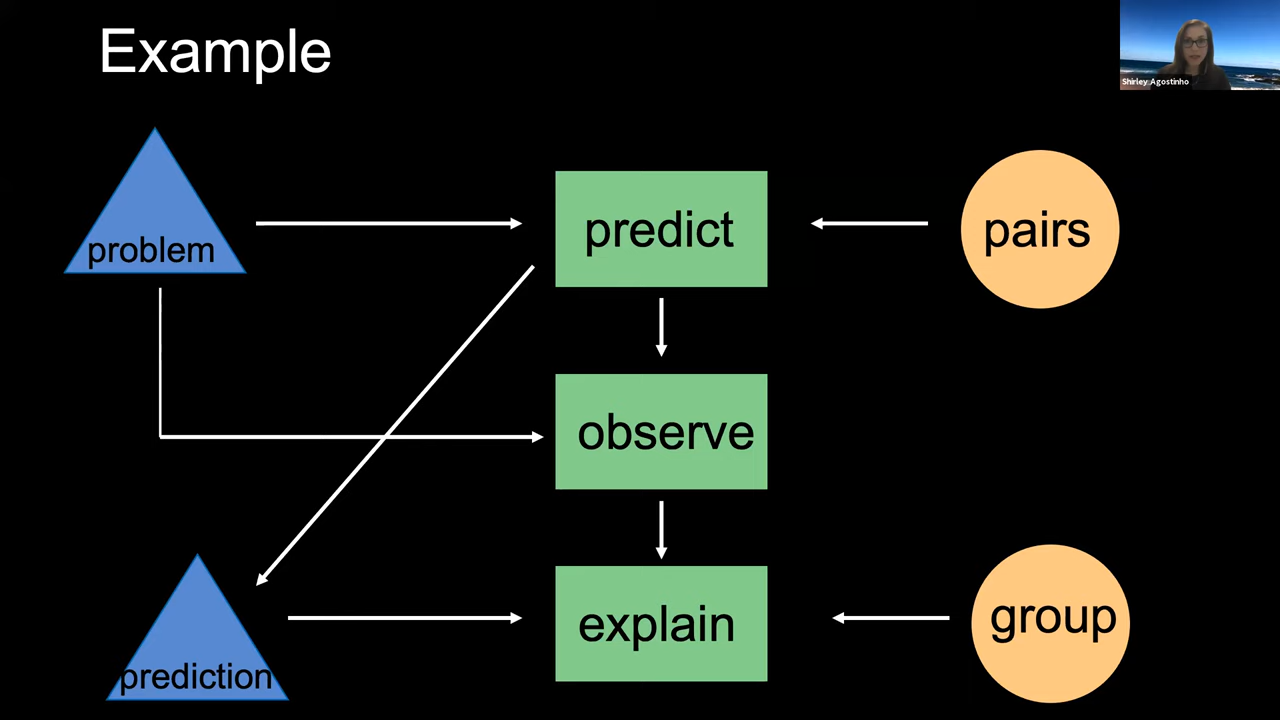 Example
Shirley Agostinho
problem
predict
pairs
observe
prediction
explain
group